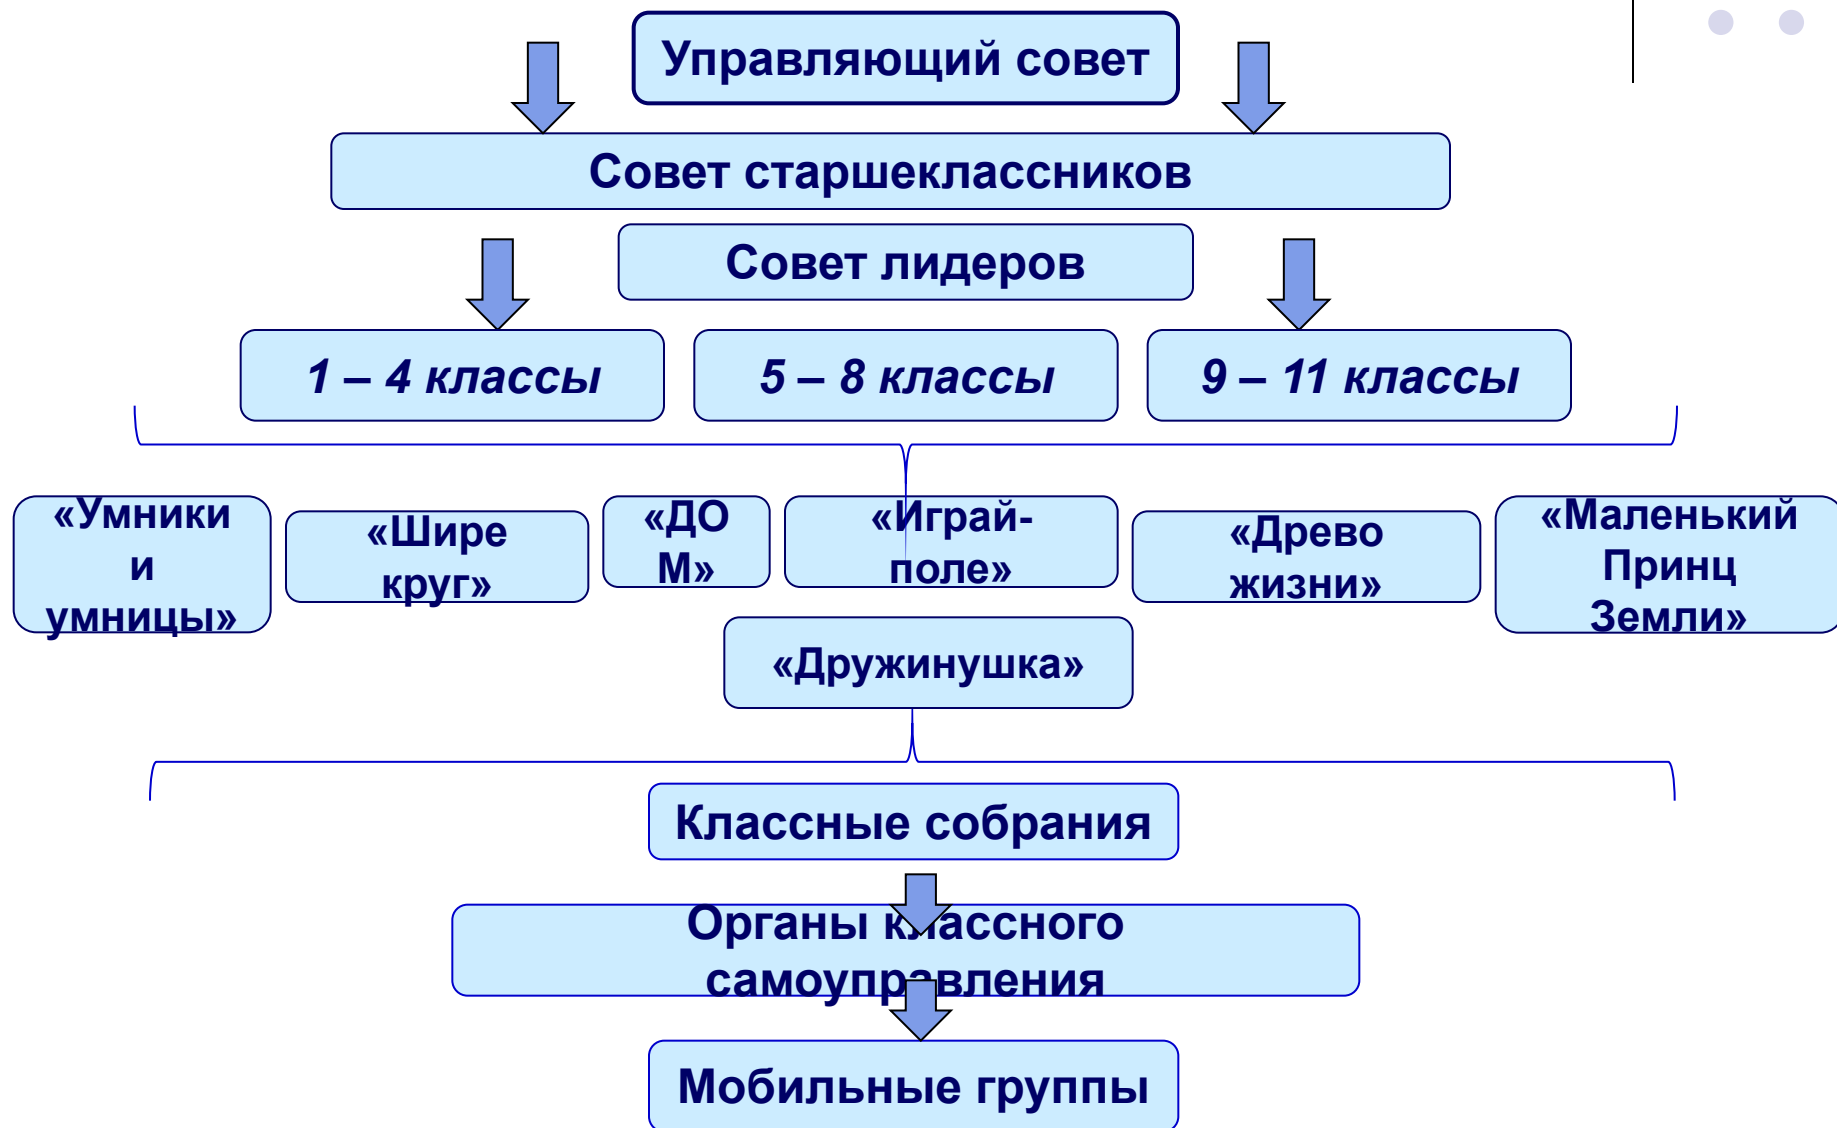 Управляющий совет
Совет старшеклассников
Совет лидеров
1 – 4 классы
5 – 8 классы
9 – 11 классы
«Умники
и
умницы»
«Шире
круг»
«ДО
М»
«Играй-
поле»
«Древо
жизни»
«Маленький
Принц
Земли»
«Дружинушка»
Классные собрания
Органы классного
самоуправления
Мобильные группы